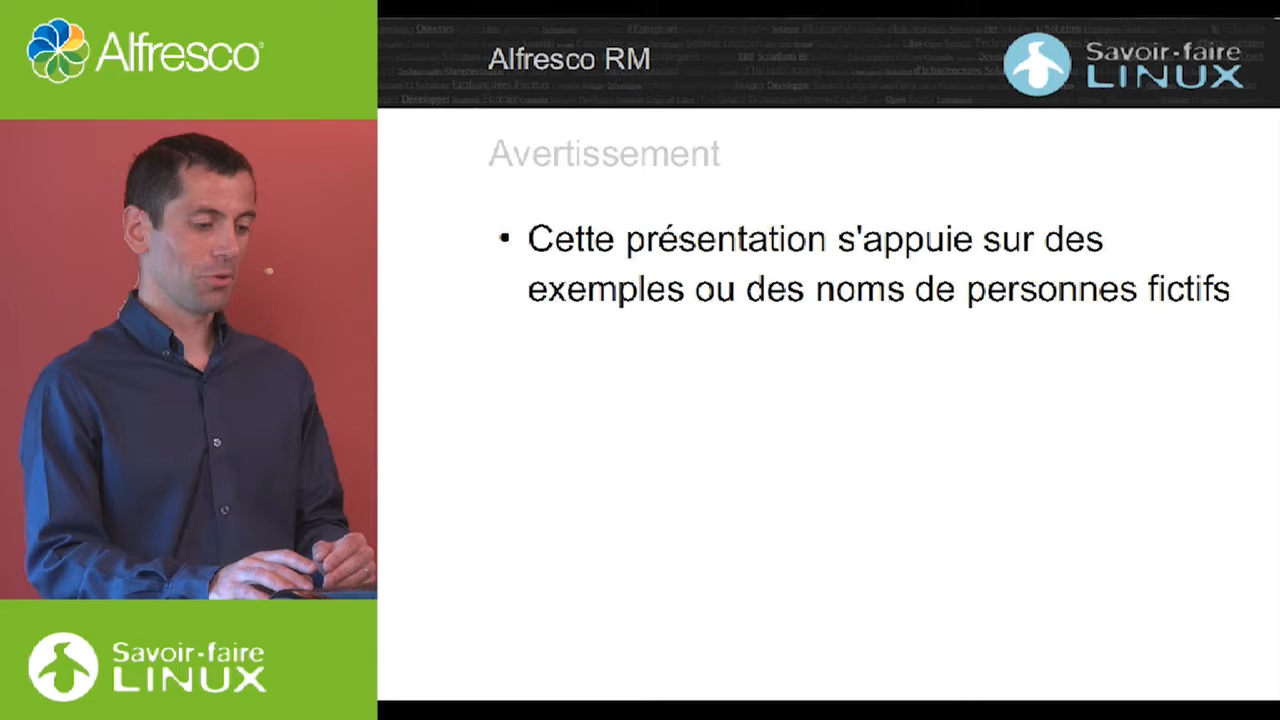 Alfresco
Alfresco RM
Savoir-faire
LINUX
Avertissement
• Cette présentation s'appuie sur des
exemples ou des noms de personnes fictifs
Savoir-faire
LINUX